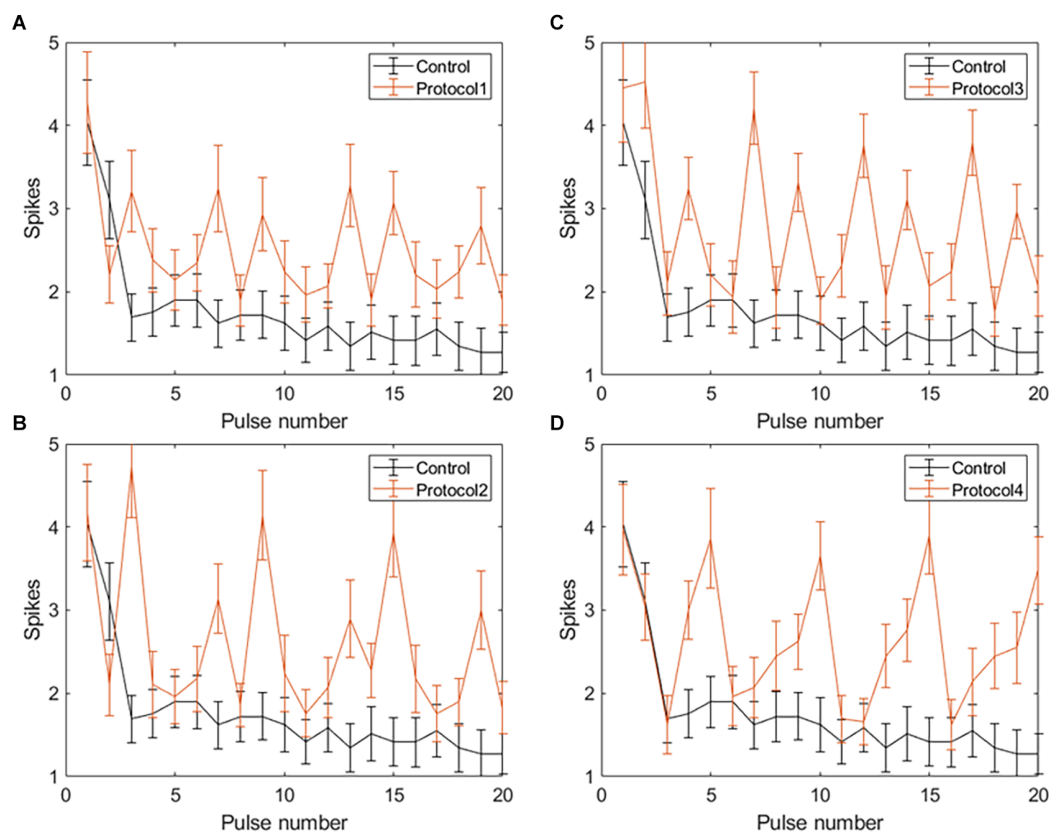 A
5
4
3
2
1
Spikes
0 5 10 15 20
Pulse number
Control
Protocol1
C
5
4
3
2
1
Spikes
0 5 10 15 20
Pulse number
Control
Protocol3
B
5
4
3
2
1
Spikes
0 5 10 15 20
Pulse number
Control
Protocol2
D
5
4
3
2
1
Spikes
0 5 10 15 20
Pulse number
Control
Protocol4